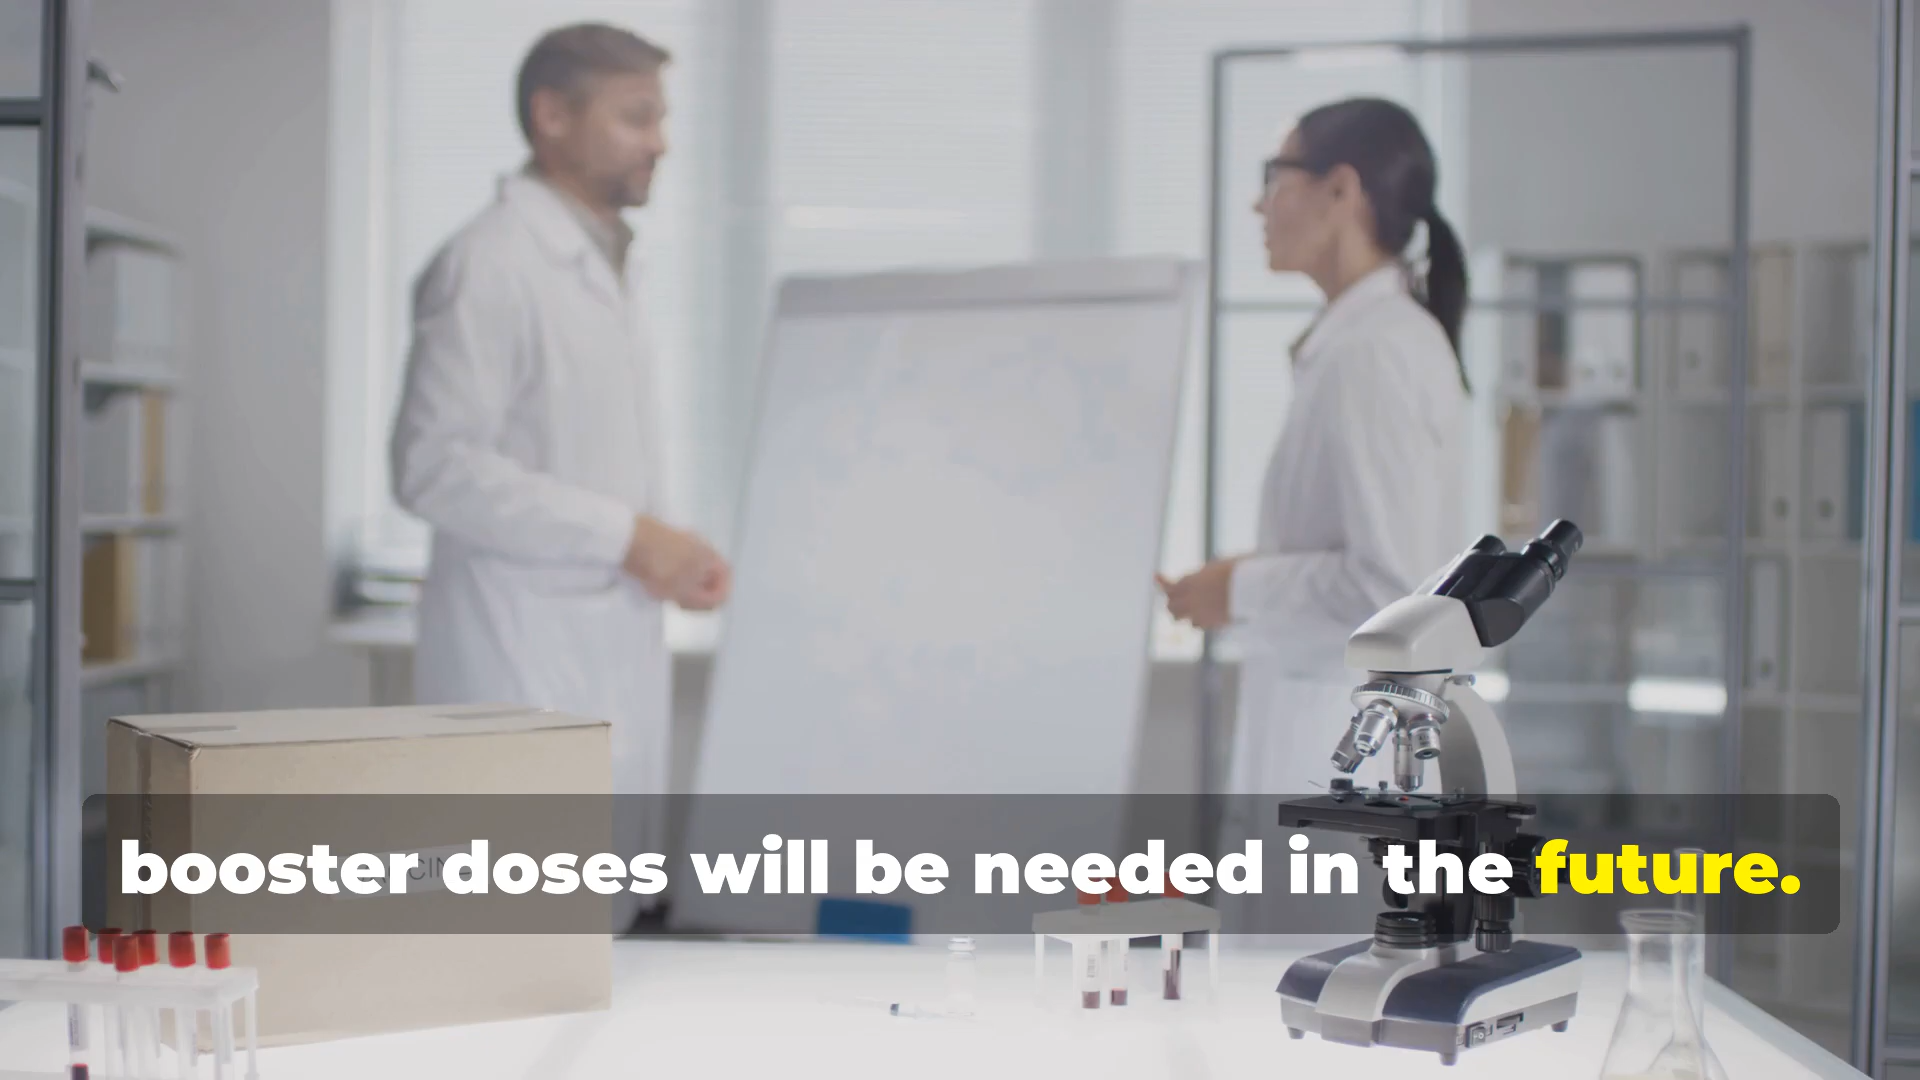 booster doses will be needed in the future.